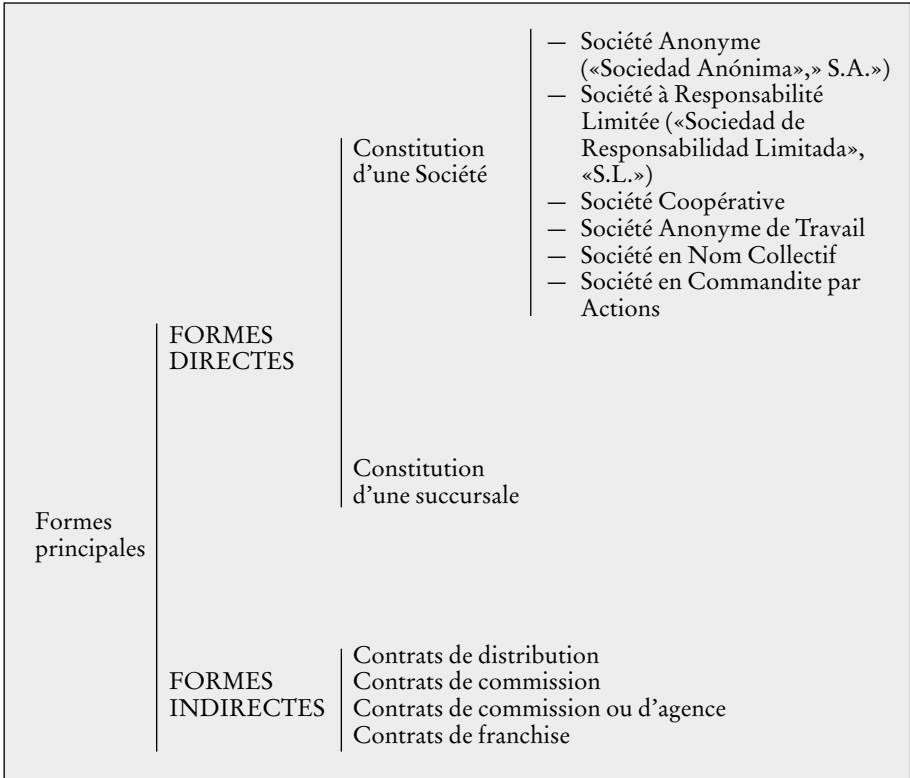 Formes
principales
FORMES
DIRECTES
Constitution
d’une Société
— Société Anonyme
(«Sociedad Anónima»,» S.A.»)
— Société à Responsabilité
Limitée («Sociedad de
Responsabilidad Limitada»,
«S.L.»)
— Société Coopérative
— Société Anonyme de Travail
— Société en Nom Collectif
— Société en Commandite par
Actions
Constitution
d’une succursale
FORMES
INDIRECTES
Contrats de distribution
Contrats de commission
Contrats de commission ou d’agence
Contrats de franchise